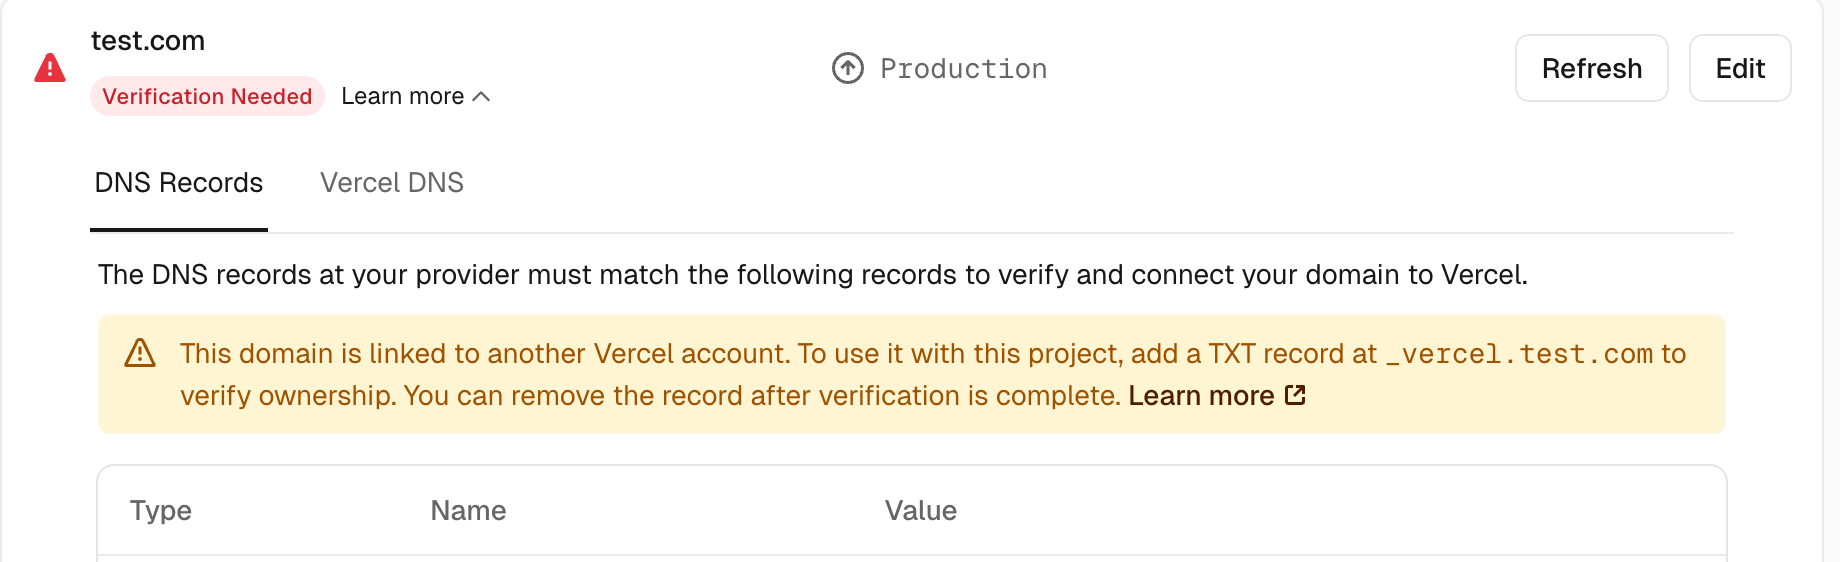 test.com
Verification Needed Learn more
Production
Refresh
Edit
DNS Records
Vercel DNS
The DNS records at your provider must match the following records to verify and connect your domain to Vercel.
This domain is linked to another Vercel account. To use it with this project, add a TXT record at _vercel.test.com to
verify ownership. You can remove the record after verification is complete. Learn more
Type Name Value